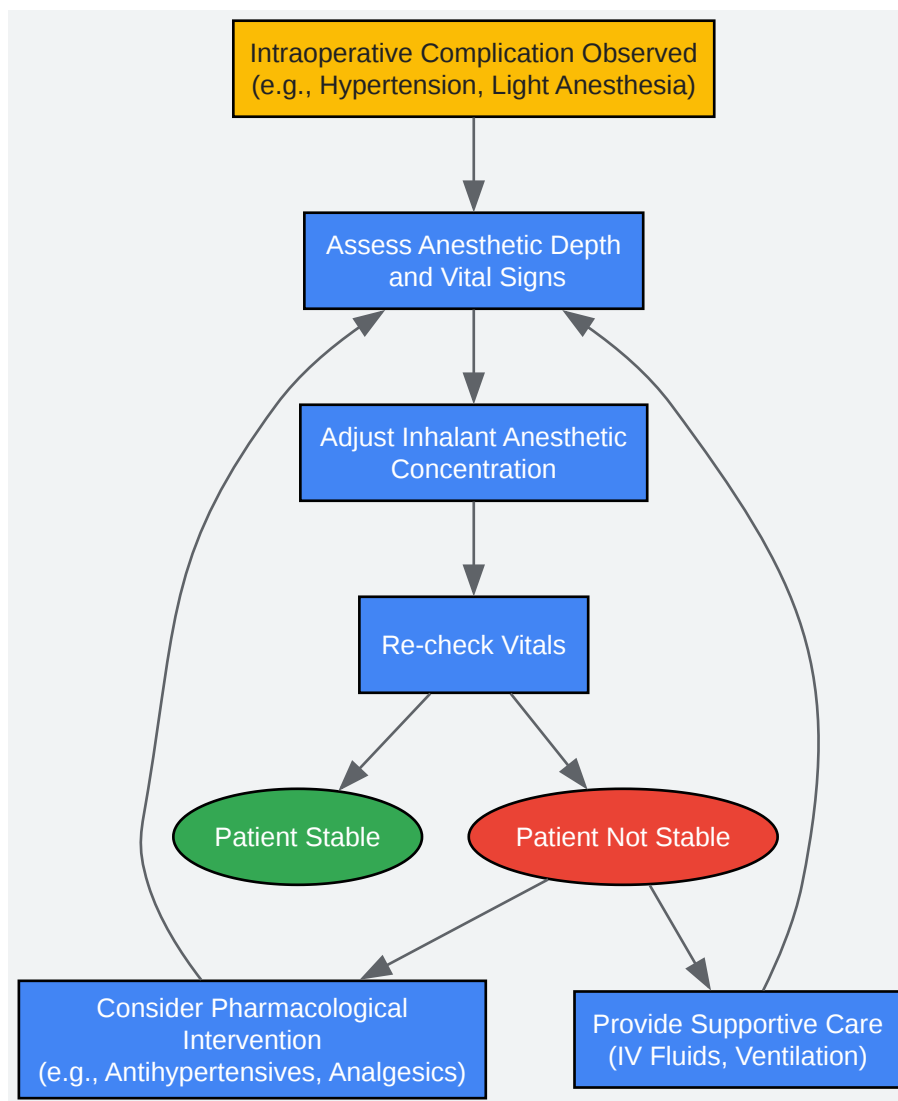 Intraoperative Complication Observed
(e.g., Hypertension, Light Anesthesia)
Assess Anesthetic Depth
and Vital Signs
Adjust Inhalant Anesthetic
Concentration
Re-check Vitals
Patient Stable
Patient Not Stable
Consider Pharmacological
Intervention
(e.g., Antihypertensives, Analgesics)
Provide Supportive Care
(IV Fluids, Ventilation)